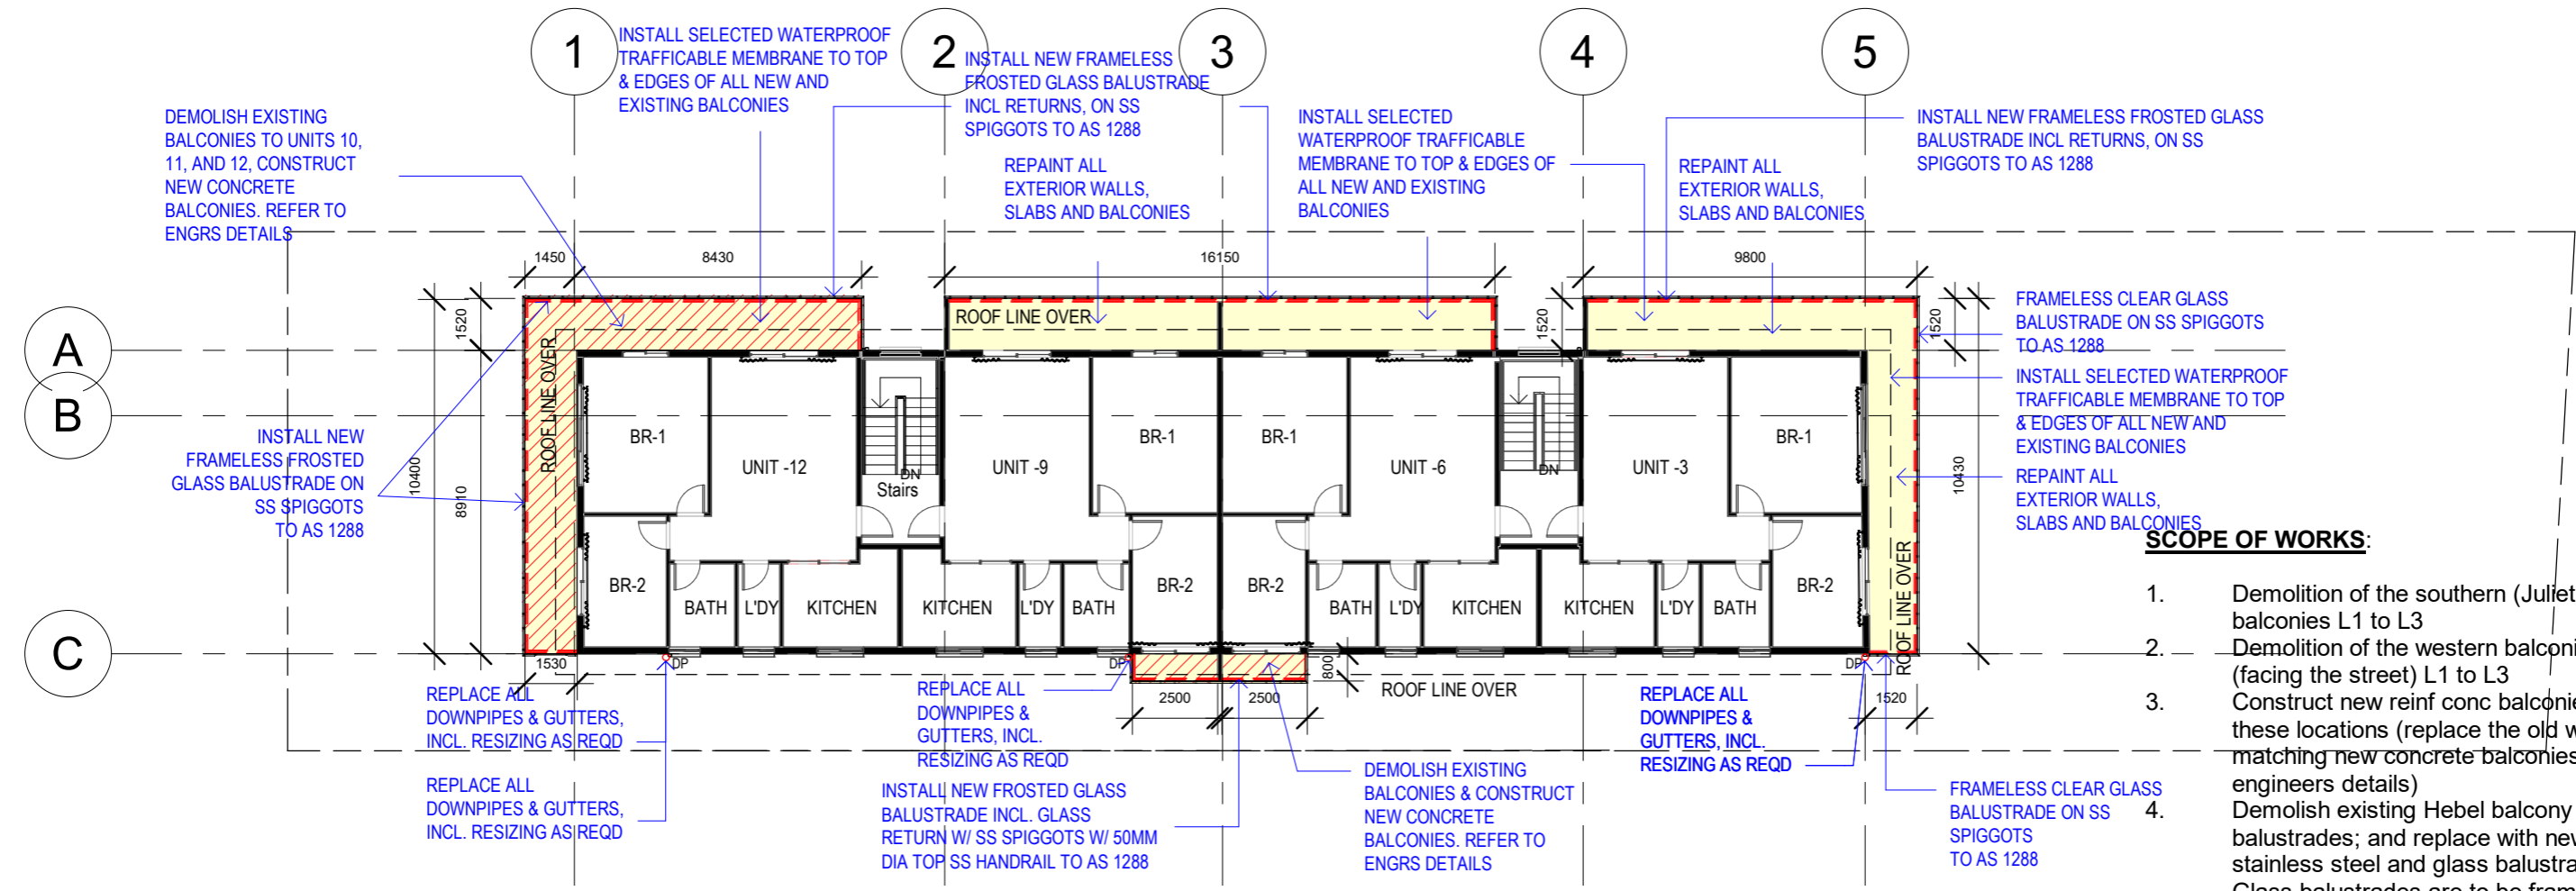 1
2
3
4
5
INSTALL SELECTED WATERPROOF
TRAFFICABLE MEMBRANE TO TOP
& EDGES OF ALL NEW AND
EXISTING BALCONIES
INSTALL NEW FRAMELESS
FROSTED GLASS BALUSTRADE
INCL RETURNS, ON SS
SPIGGOTS TO AS 1288
DEMOLISH EXISTING
BALCONIES TO UNITS 10,
11, AND 12, CONSTRUCT
NEW CONCRETE
BALCONIES. REFER TO
ENGRS DETAILS
REPAINT ALL
EXTERIOR WALLS,
SLABS AND BALCONIES
INSTALL SELECTED
WATERPROOF TRAFFICABLE
MEMBRANE TO TOP & EDGES OF
ALL NEW AND EXISTING
BALCONIES
REPAINT ALL
EXTERIOR WALLS,
SLABS AND BALCONIES
INSTALL NEW FRAMELESS FROSTED GLASS
BALUSTRADE INCL RETURNS, ON SS
SPIGGOTS TO AS 1288
1450
8430
16150
9800
A
B
C
1520
10400
8910
ROOF LINE OVER
ROOF LINE OVER
1520
1520
10430
FRAMELESS CLEAR GLASS
BALUSTRADE ON SS SPIGGOTS
TO AS 1288
INSTALL SELECTED WATERPROOF
TRAFFICABLE MEMBRANE TO TOP
& EDGES OF ALL NEW AND
EXISTING BALCONIES
REPAINT ALL
EXTERIOR WALLS,
SLABS AND BALCONIES
INSTALL NEW
FRAMELESS FROSTED
GLASS BALUSTRADE ON
SS SPIGGOTS
TO AS 1288
BR-1
UNIT -12
DN
Stairs
UNIT -9
BR-1
BR-1
UNIT -6
DN
UNIT -3
BR-1
BR-2
BATH
L'DY
KITCHEN
KITCHEN
L'DY
BATH
BR-2
BR-2
BATH
L'DY
KITCHEN
KITCHEN
L'DY
BATH
BR-2
ROOF LINE OVER
1530
DP
DP
DP
2500
2500
800
ROOF LINE OVER
1520
REPLACE ALL
DOWNPIPES & GUTTERS,
INCL. RESIZING AS REQD
REPLACE ALL
DOWNPIPES & GUTTERS,
INCL. RESIZING AS REQD
REPLACE ALL
DOWNPIPES &
GUTTERS, INCL.
RESIZING AS REQD
INSTALL NEW FROSTED GLASS
BALUSTRADE INCL. GLASS
RETURN W/ SS SPIGGOTS W/ 50MM
DIA TOP SS HANDRAIL TO AS 1288
DEMOLISH EXISTING
BALCONIES & CONSTRUCT
NEW CONCRETE
BALCONIES. REFER TO
ENGRS DETAILS
REPLACE ALL
DOWNPIPES &
GUTTERS, INCL.
RESIZING AS REQD
FRAMELESS CLEAR GLASS
BALUSTRADE ON SS
SPIGGOTS
TO AS 1288
SCOPE OF WORKS:
1. Demolition of the southern (Juliet
balconies L1 to L3
2. Demolition of the western balconi
(facing the street) L1 to L3
3. Construct new reinf conc balconie
these locations (replace the old w
matching new concrete balconies
engineers details)
4. Demolish existing Hebel balcony
balustrades; and replace with new
stainless steel and glass balustra
Glass balustrades are to be fram